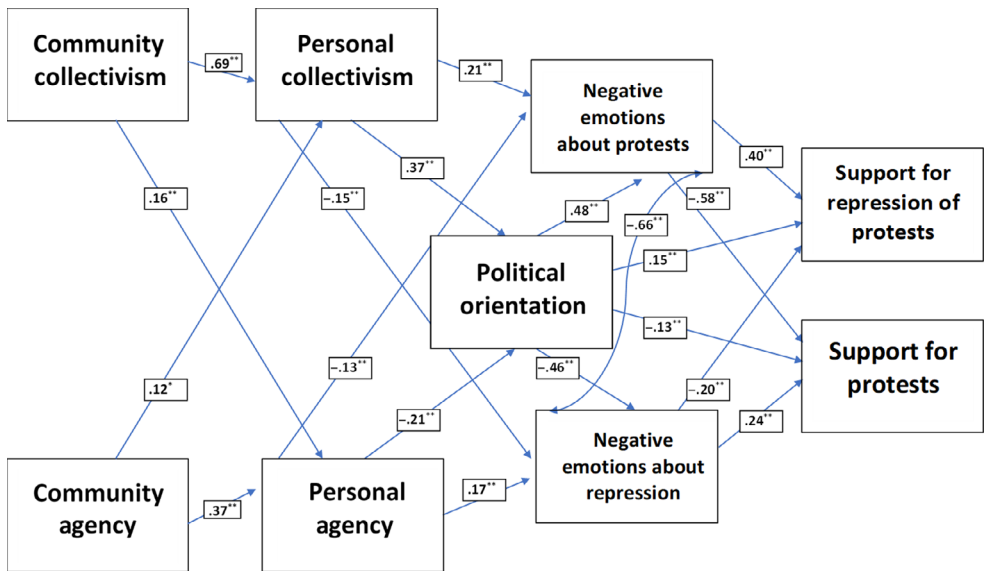 Community
collectivism
Personal
collectivism
.69**
.21**
Negative
emotions
about protests
.40**
Support for
repression of
protests
.16**
−.15**
.37**
.48**
−.66**
−.58**
.15**
Political
orientation
−.13**
Support for
protests
.12*
−.13**
−.21**
−.46**
−.20**
.24**
Community
agency
.37**
Personal
agency
.17**
Negative
emotions about
repression